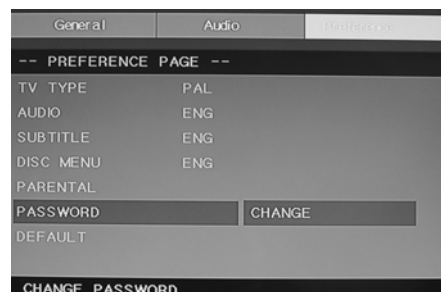 General Audio Preference
-- PREFERENCE PAGE --
TV TYPE PAL
AUDIO ENG
SUBTITLE ENG
DISC MENU ENG
PARENTAL
PASSWORD CHANGE
DEFAULT
CHANGE PASSWORD